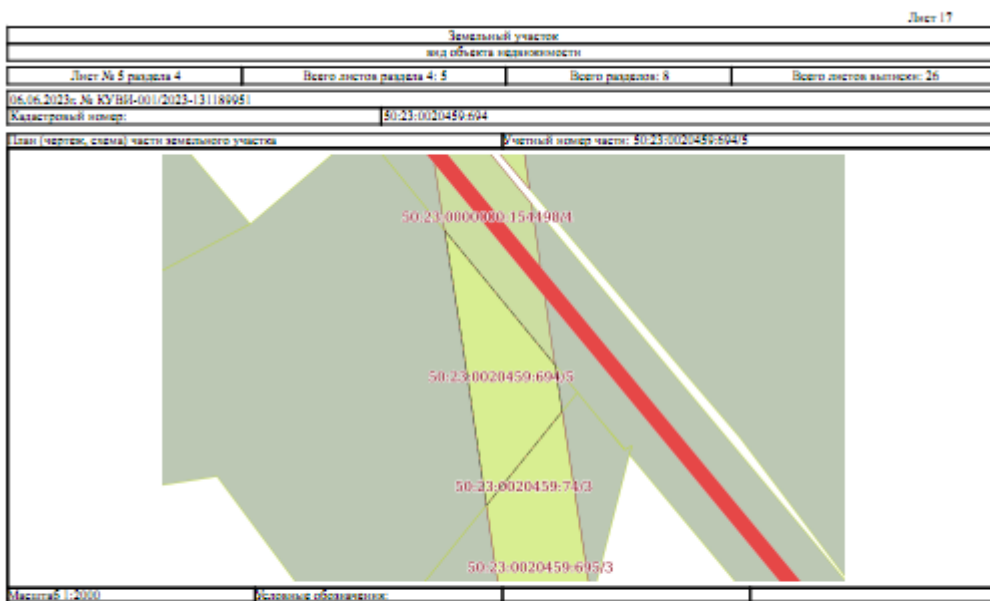 Лист 17
Земельный участок
вид объекта недвижимости
Лист № 5 раздела 4 Всего листов раздела 4: 5 Всего разделов: 8 Всего листов выписки: 26
06.06.2023г. № КУВИ-001/2023-131189951
Кадастровый номер: 50:23:0020459:694
План (чертеж, схема) части земельного участка Учетный номер части: 50:23:0020459:694/5
50:23:0000000:154498/4
50:23:0020459:694/5
50:23:0020459:74/3
50:23:0020459:695/3
Масштаб 1:2000 Условные обозначения: